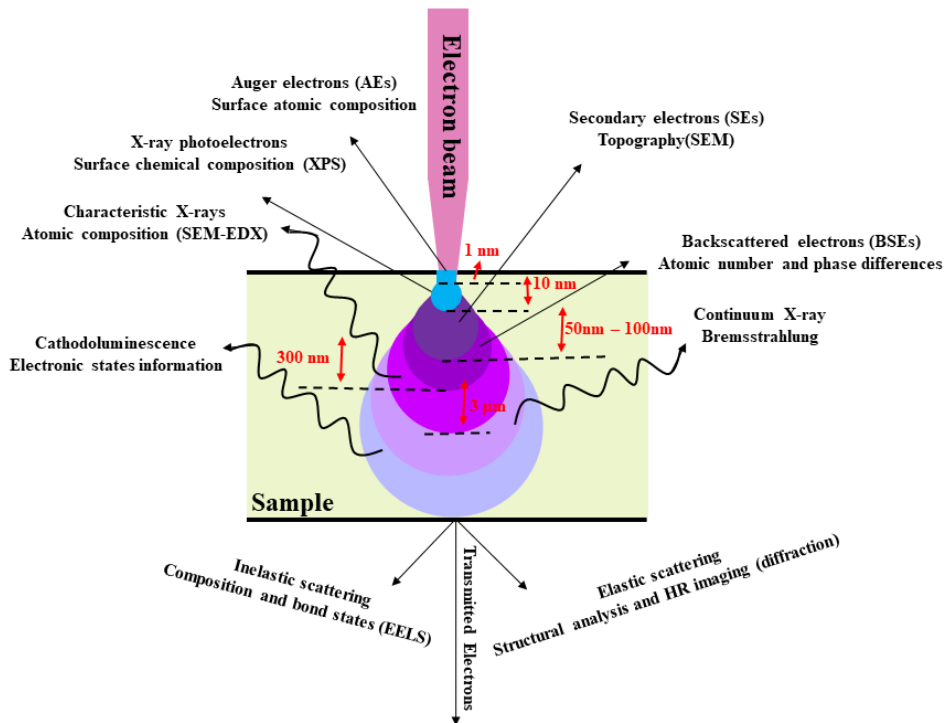 Electron beam
Auger electrons (AEs)
Surface atomic composition
Secondary electrons (SEs)
Topography(SEM)
X-ray photoelectrons
Surface chemical composition (XPS)
Characteristic X-rays
Atomic composition (SEM-EDX)
1 nm
Backscattered electrons (BSEs)
Atomic number and phase differences
10 nm
Continuum X-ray
Bremsstrahlung
50nm – 100nm
Cathodoluminescence
Electronic states information
300 nm
3 µm
Sample
Inelastic scattering
Composition and bond states (EELS)
Transmitted Electrons
Elastic scattering
Structural analysis and HR imaging (diffraction)